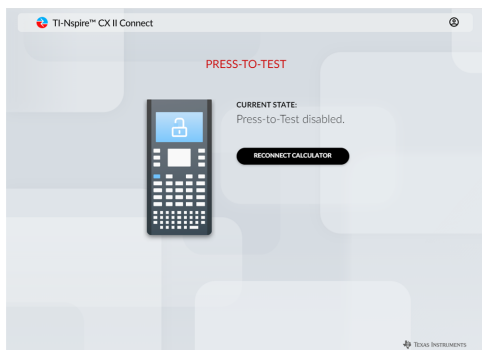 TI-Nspire™ CX II Connect
PRESS-TO-TEST
CURRENT STATE:
Press-to-Test disabled.
RECONNECT CALCULATOR
TEXAS INSTRUMENTS